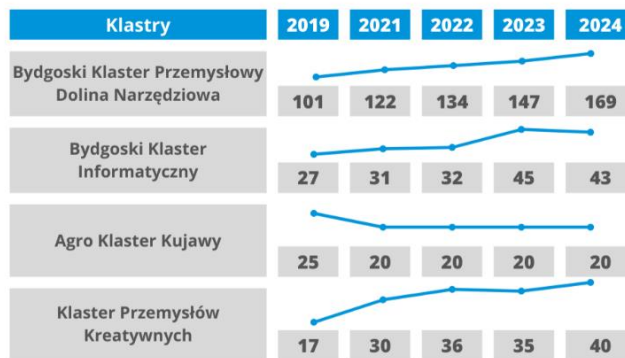 Klastry 2019 2021 2022 2023 2024
Bydgoski Klaster Przemysłowy
Dolina Narzędziowa
101 122 134 147 169
Bydgoski Klaster
Informatyczny
27 31 32 45 43
Agro Klaster Kujawy
25 20 20 20 20
Klaster Przemysłów
Kreatywnych
17 30 36 35 40